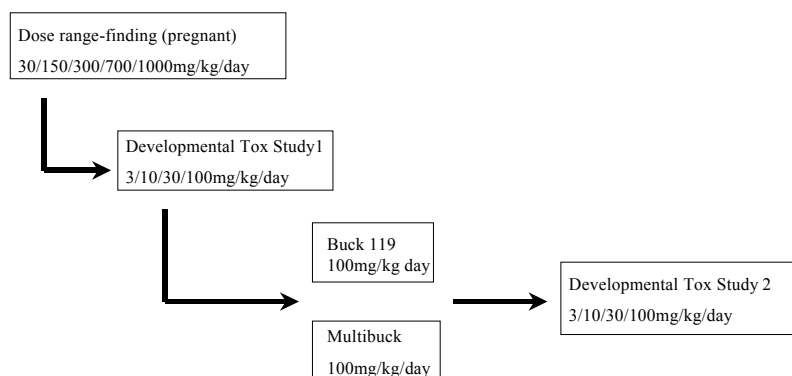 Dose range-finding (pregnant)
30/150/300/700/1000mg/kg/day
Developmental Tox Study1
3/10/30/100mg/kg/day
Buck 119
100mg/kg day
Multibuck
100mg/kg/day
Developmental Tox Study 2
3/10/30/100mg/kg/day